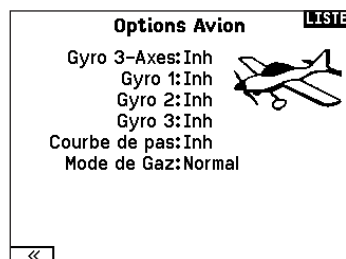 Options Avion
LISTE
Gyro 3-Axes:Inh
Gyro 1:Inh
Gyro 2:Inh
Gyro 3:Inh
Courbe de pas:Inh
Mode de Gaz:Normal
«